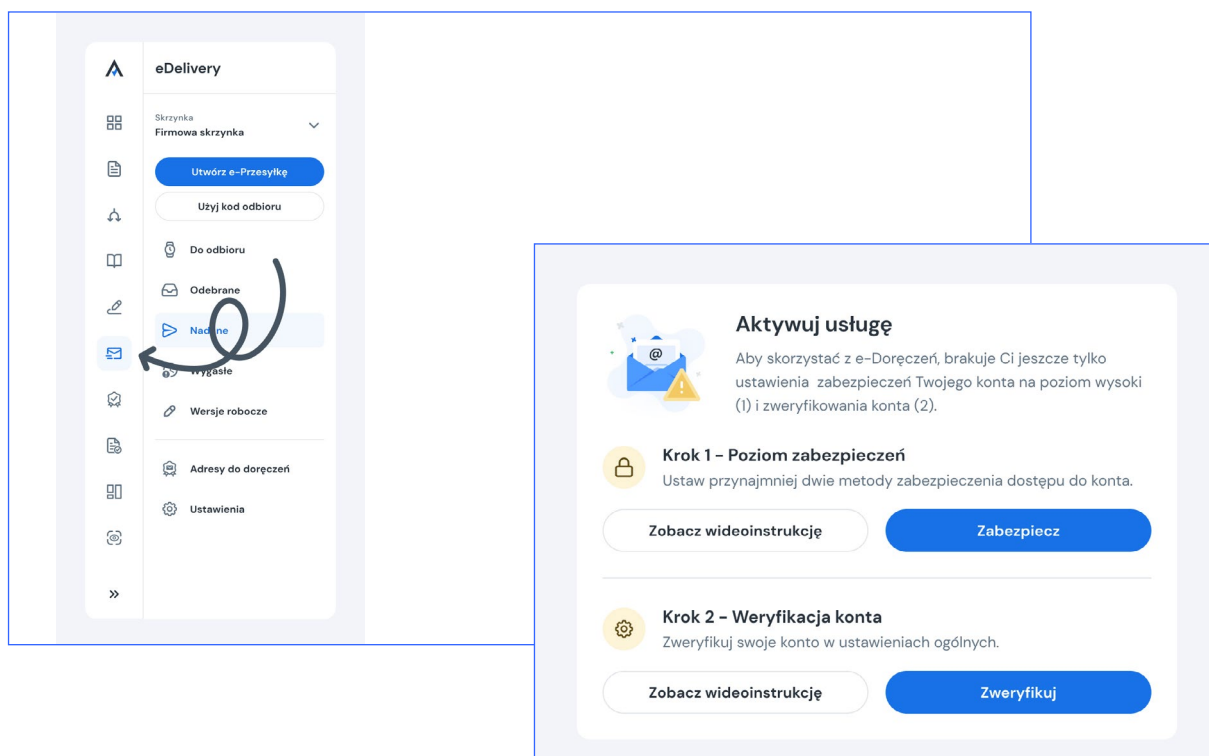 eDelivery
Skrzynka
Firmowa skrzynka
Utwórz e-Przesyłkę
Użyj kod odbioru
Do odbioru
Odebrane
Nadane
Wygasłe
Wersje robocze
Adresy do doręczeń
Ustawienia
Aktywuj usługę
Aby skorzystać z e-Doręczeń, brakuje Ci jeszcze tylko
ustawienia zabezpieczeń Twojego konta na poziom wysoki
(1) i zweryfikowania konta (2).
Krok 1 – Poziom zabezpieczeń
Ustaw przynajmniej dwie metody zabezpieczenia dostępu do konta.
Zobacz wideoinstrukcję
Zabezpiecz
Krok 2 – Weryfikacja konta
Zweryfikuj swoje konto w ustawieniach ogólnych.
Zobacz wideoinstrukcję
Zweryfikuj